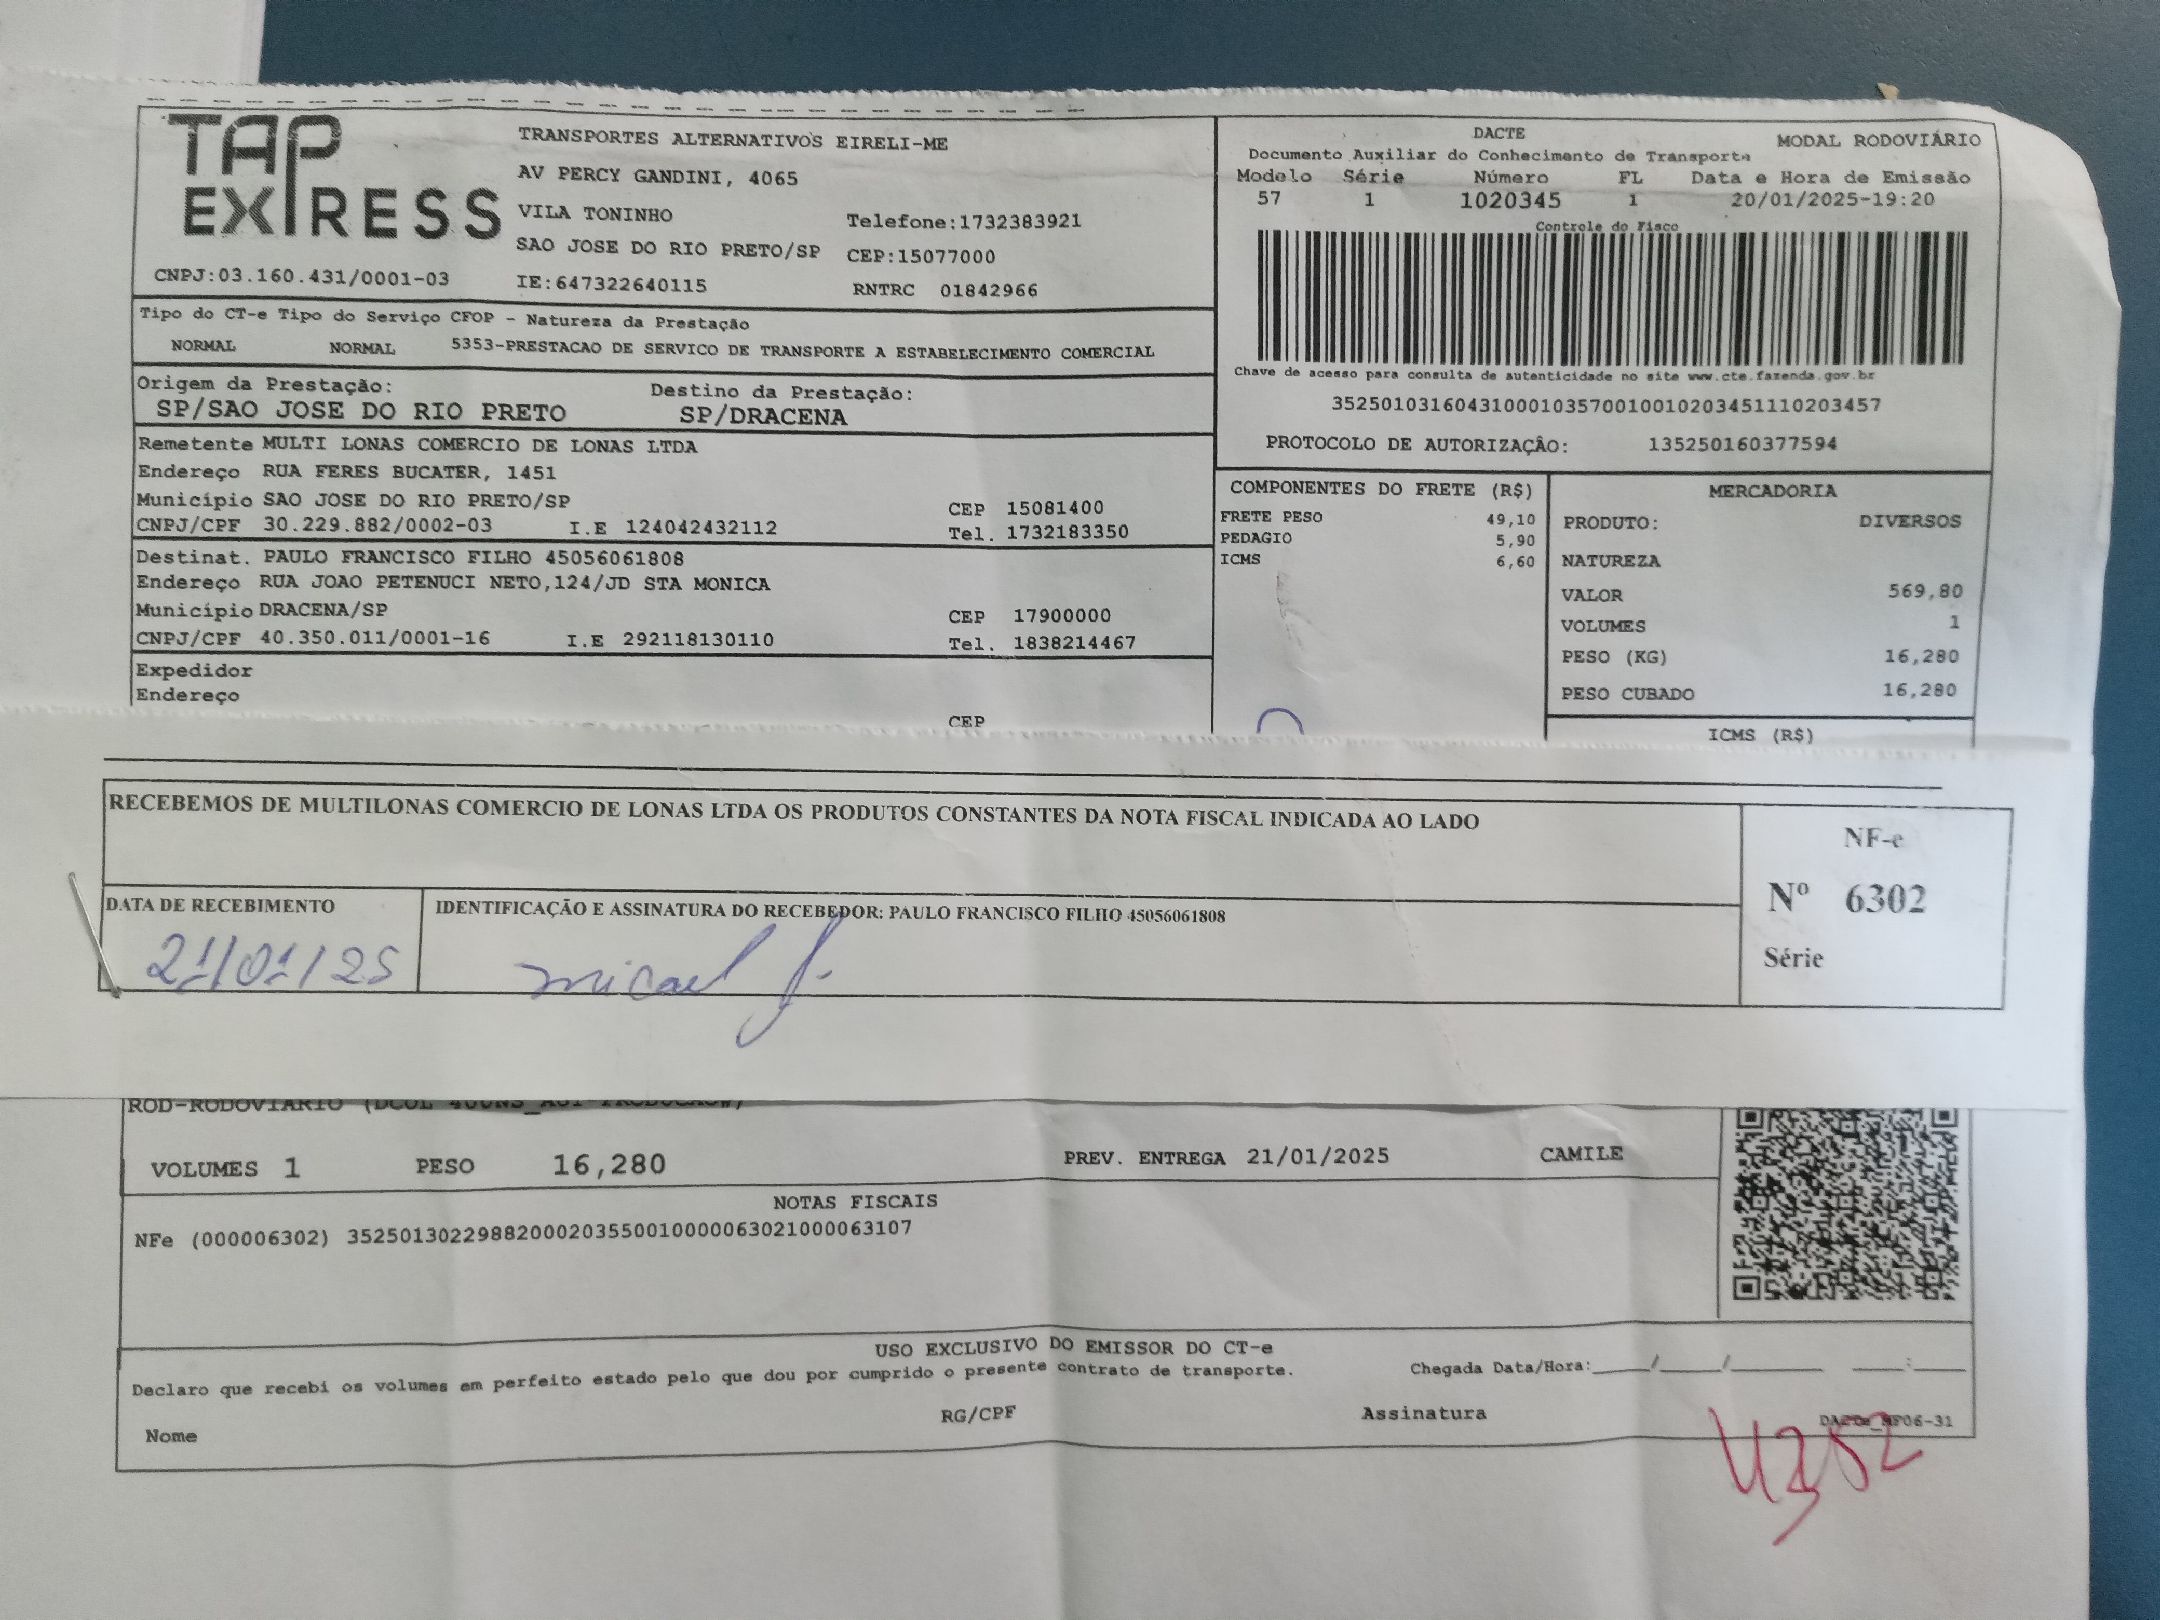 TAP EXPRESS
TRANSPORTES ALTERNATIVOS EIRELI-ME
AV PERCY GANDINI, 4065
VILA TONINHO
Telefone:1732383921
SAO JOSE DO RIO PRETO/SP CEP:15077000
CNPJ:03.160.431/0001-03 IE:647322640115 RNTRC 01842966
DACTE
MODAL RODOVIÁRIO
Documento Auxiliar do Conhecimento de Transporte
Modelo Série Número FL Data e Hora de Emissão
57 1 1020345 1 20/01/2025-19:20
Controle do Fisco
Chave de acesso para consulta de autenticidade no site www.cte.fazenda.gov.br
35250103160431000103570010010203451110203457
PROTOCOLO DE AUTORIZAÇÂO: 135250160377594
Tipo do CT-e Tipo do Serviço CFOP - Natureza da Prestação
NORMAL NORMAL 5353-PRESTACAO DE SERVICO DE TRANSPORTE A ESTABELECIMENTO COMERCIAL
Origem da Prestação: Destino da Prestação:
SP/SAO JOSE DO RIO PRETO SP/DRACENA
Remetente MULTI LONAS COMERCIO DE LONAS LTDA
Endereço RUA FERES BUCATER, 1451
Município SAO JOSE DO RIO PRETO/SP CEP 15081400
CNPJ/CPF 30.229.882/0002-03 I.E 124042432112 Tel. 1732183350
Destinat. PAULO FRANCISCO FILHO 45056061808
Endereço RUA JOAO PETENUCI NETO,124/JD STA MONICA
Município DRACENA/SP CEP 17900000
CNPJ/CPF 40.350.011/0001-16 I.E 292118130110 Tel. 1838214467
Expedidor
Endereço
CEP
COMPONENTES DO FRETE (R$)
FRETE PESO 49,10
PEDAGIO 5,90
ICMS 6,60
MERCADORIA
PRODUTO: DIVERSOS
NATUREZA
VALOR 569,80
VOLUMES 1
PESO (KG) 16,280
PESO CUBADO 16,280
ICMS (R$)
RECEBEMOS DE MULTILONAS COMERCIO DE LONAS LTDA OS PRODUTOS CONSTANTES DA NOTA FISCAL INDICADA AO LADO
NF-e
Nº 6302
Série
DATA DE RECEBIMENTO
IDENTIFICAÇÃO E ASSINATURA DO RECEBEDOR: PAULO FRANCISCO FILHO 45056061808
21/01/25
micael f.
ROD-RODOVIARIO
VOLUMES 1 PESO 16,280 PREV. ENTREGA 21/01/2025 CAMILE
NOTAS FISCAIS
NFe (000006302) 35250130229882000203550010000063021000063107
USO EXCLUSIVO DO EMISSOR DO CT-e
Declaro que recebi os volumes em perfeito estado pelo que dou por cumprido o presente contrato de transporte.
Chegada Data/Hora:____/____/____ ___:___
Nome RG/CPF Assinatura